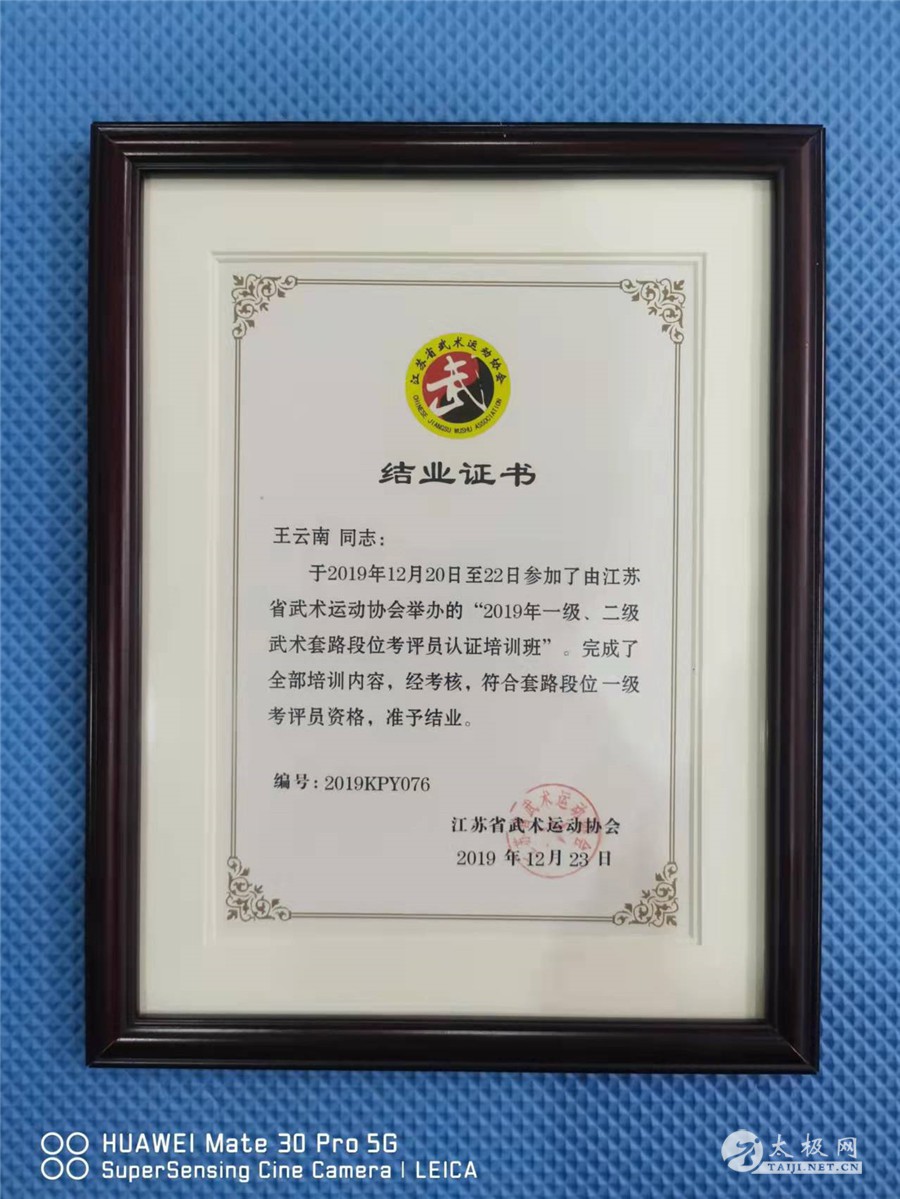 江苏省武术运动协会
武
CHINESE JIANGSU WUSHU ASSOCIATION
结业证书
王云南 同志：
于2019年12月20日至22日参加了由江苏
省武术运动协会举办的“2019年一级、二级
武术套路段位考评员认证培训班”。完成了
全部培训内容，经考核，符合套路段位一级
考评员资格，准予结业。
编号：2019KPY076
江苏省武术运动协会
2019 年 12月 23 日
HUAWEI Mate 30 Pro 5G
SuperSensing Cine Camera | LEICA
太极网
TAIJI.NET.CN